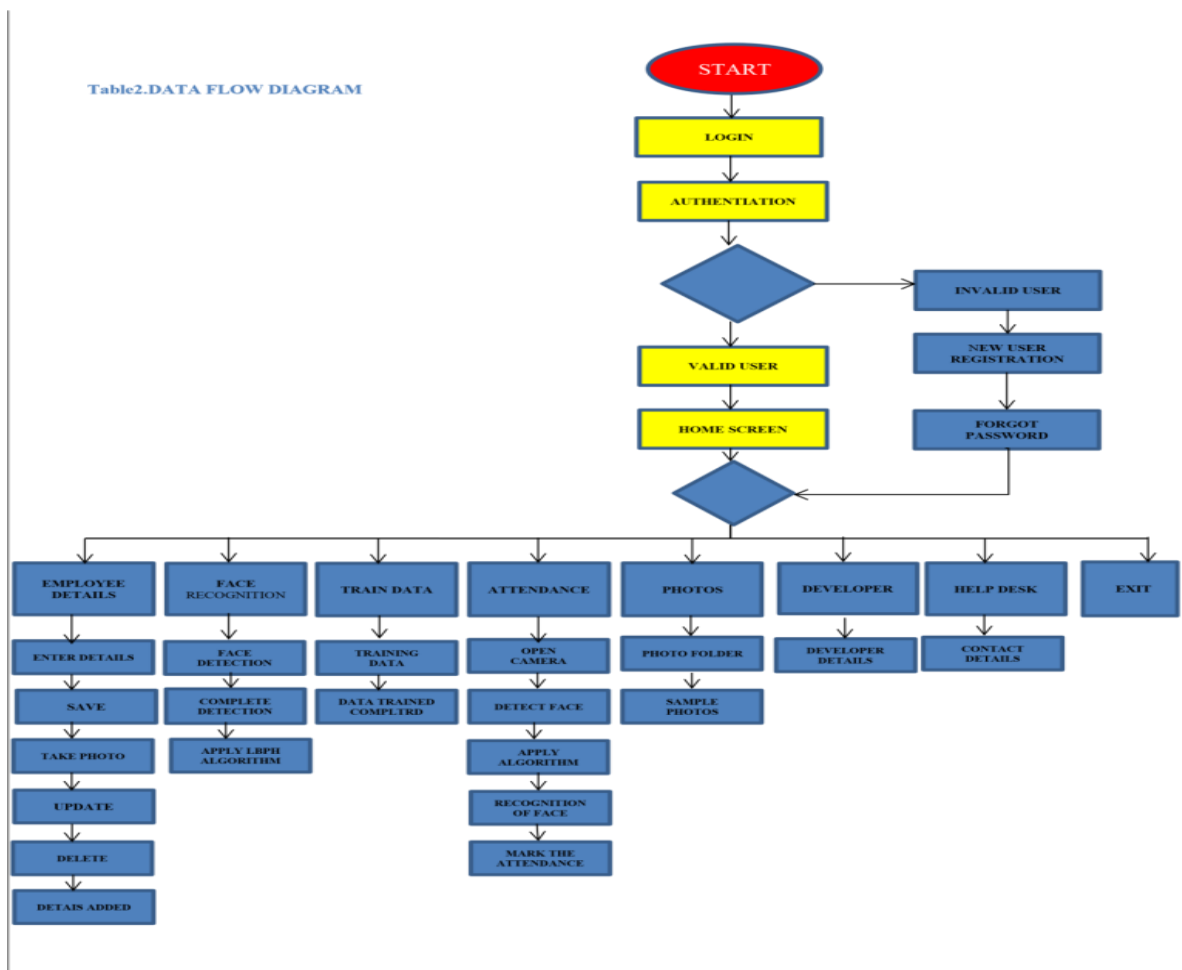 START
Table2.DATA FLOW DIAGRAM
LOGIN
AUTHENTIATION
INVALID USER
NEW USER
REGISTRATION
VALID USER
HOME SCREEN
FORGOT
PASSWORD
EMPLOYEE
DETAILS
FACE
RECOGNITION
TRAIN DATA
ATTENDANCE
PHOTOS
DEVELOPER
HELP DESK
EXIT
ENTER DETAILS
FACE
DETECTION
TRAINING
DATA
OPEN
CAMERA
PHOTO FOLDER
DEVELOPER
DETAILS
CONTACT
DETAILS
SAVE
COMPLETE
DETECTION
DATA TRAINED
COMPLTRD
DETECT FACE
SAMPLE
PHOTOS
TAKE PHOTO
APPLY LBPH
ALGORITHM
APPLY
ALGORITHM
UPDATE
RECOGNITION
OF FACE
DELETE
MARK THE
ATTENDANCE
DETAIS ADDED